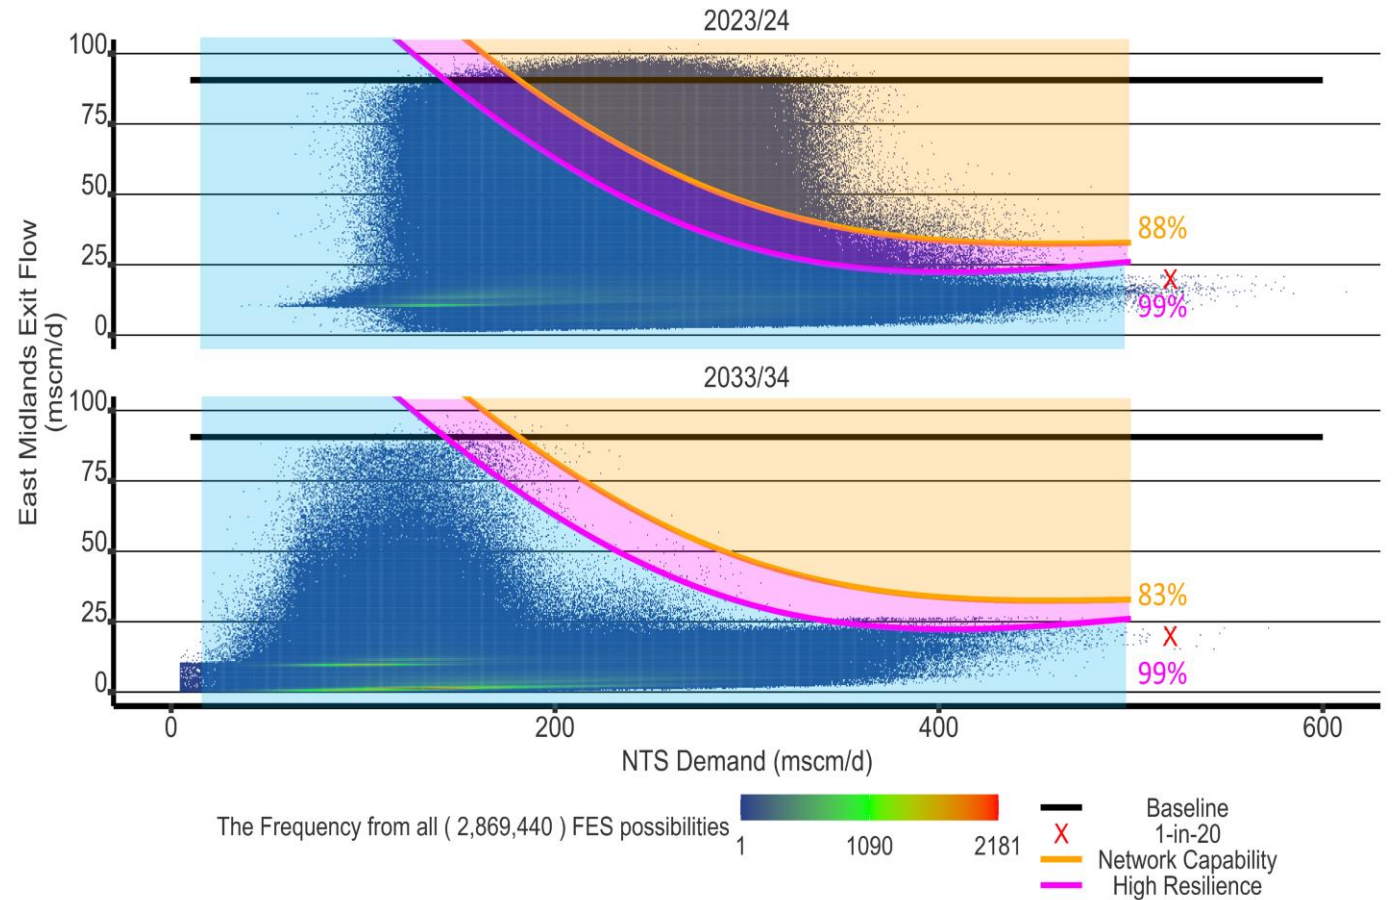 2023/24
100
75
50
25
0
88%
X
99%
2033/34
100
75
50
25
0
83%
X
99%
East Midlands Exit Flow
(mscm/d)
0 200 400 600
NTS Demand (mscm/d)
The Frequency from all ( 2,869,440 ) FES possibilities
1 1090 2181
Baseline
X 1-in-20
Network Capability
High Resilience